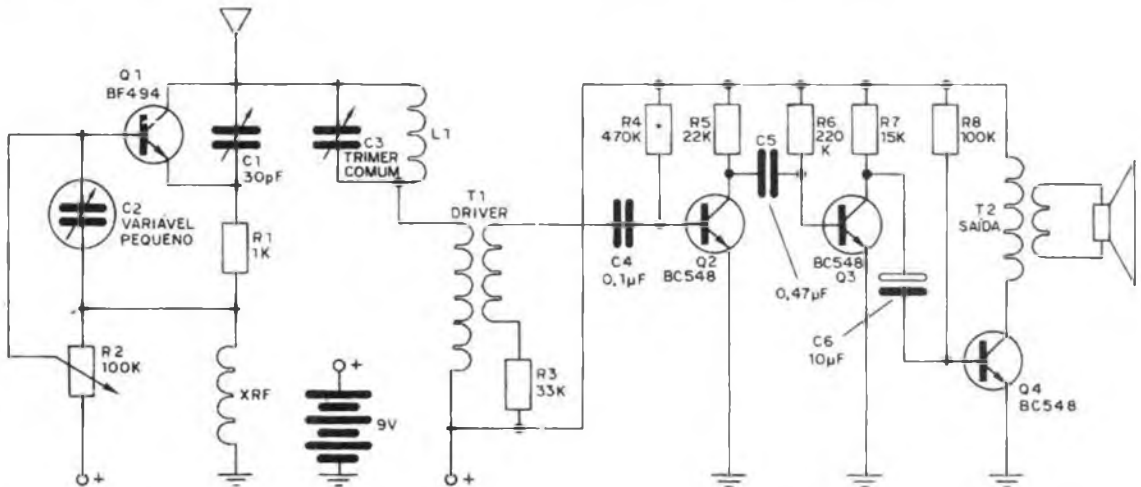 Q1
BF494
C1
30pF
C2
VARIÁVEL
PEQUENO
R1
1K
R2
100K
XRF
+
C3
TRIMER
COMUM
L1
T1
DRIVER
+
9V
R3
33K
+
C4
0,1µF
R4
470K
R5
22K
C5
0,47µF
Q2
BC548
R6
220
K
R7
15K
BC548
Q3
C6
10µF
R8
100K
T2
SAÍDA
Q4
BC548